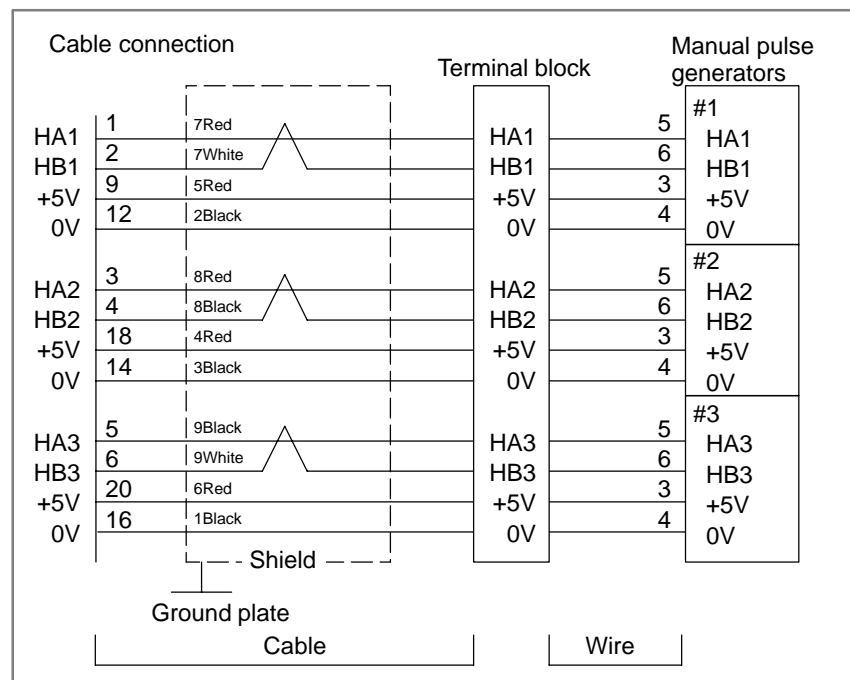 Cable connection
Terminal block
Manual pulse
generators
HA1 1 7Red HA1 5 #1 HA1
HB1 2 7White HB1 6 HB1
+5V 9 5Red +5V 3 +5V
0V 12 2Black 0V 4 0V
HA2 3 8Red HA2 5 #2 HA2
HB2 4 8Black HB2 6 HB2
+5V 18 4Red +5V 3 +5V
0V 14 3Black 0V 4 0V
HA3 5 9Black HA3 5 #3 HA3
HB3 6 9White HB3 6 HB3
+5V 20 6Red +5V 3 +5V
0V 16 1Black 0V 4 0V
Shield
Ground plate
Cable Wire